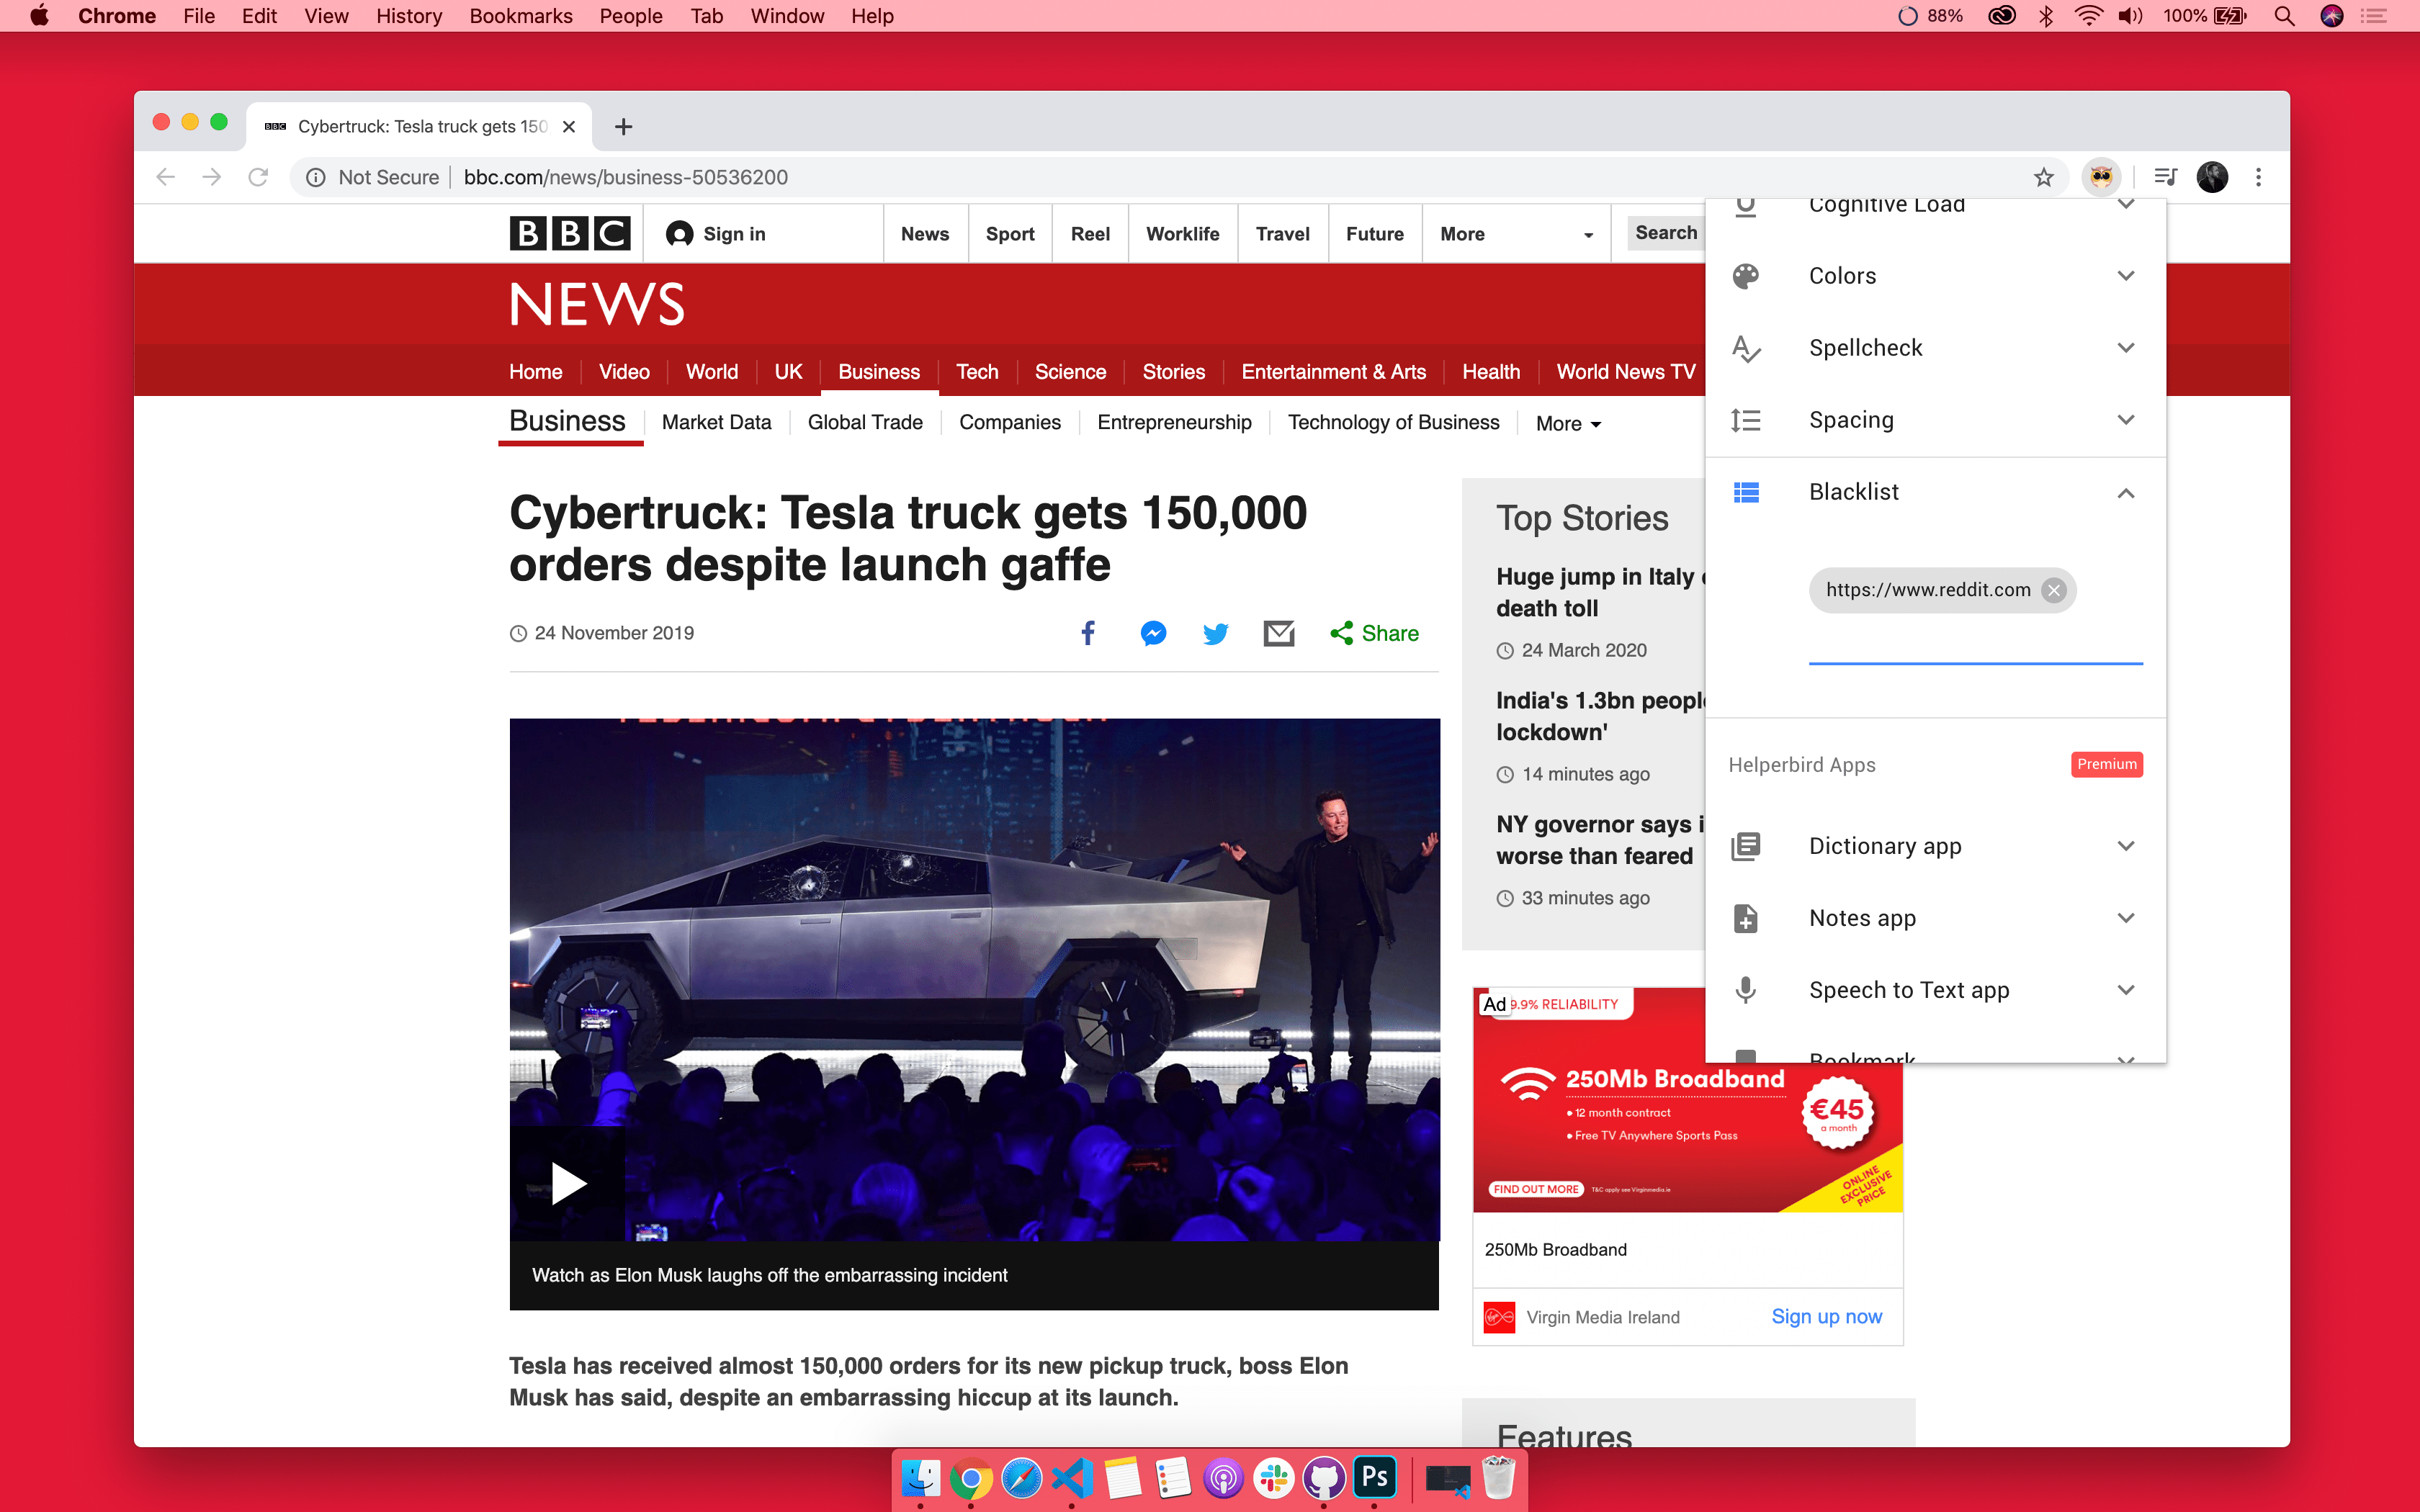 Chrome File Edit View History Bookmarks People Tab Window Help
88% 100%
BBC Cybertruck: Tesla truck gets 150
Not Secure bbc.com/news/business-50536200
BBC Sign in News Sport Reel Worklife Travel Future More Search
NEWS
Home Video World UK Business Tech Science Stories Entertainment & Arts Health World News TV
Business Market Data Global Trade Companies Entrepreneurship Technology of Business More
Cybertruck: Tesla truck gets 150,000
orders despite launch gaffe
24 November 2019
Share
Watch as Elon Musk laughs off the embarrassing incident
Tesla has received almost 150,000 orders for its new pickup truck, boss Elon
Musk has said, despite an embarrassing hiccup at its launch.
Top Stories
Huge jump in Italy
death toll
24 March 2020
India's 1.3bn people
lockdown'
14 minutes ago
NY governor says
worse than feared
33 minutes ago
Ad 9.9% RELIABILITY
250Mb Broadband
• 12 month contract
• Free TV Anywhere Sports Pass
€45
a month
FIND OUT MORE T&C apply see Virginmedia.ie
ONLINE
EXCLUSIVE
PRICE
250Mb Broadband
Virgin Media Ireland Sign up now
Features
Cognitive Load
Colors
Spellcheck
Spacing
Blacklist
https://www.reddit.com
Helperbird Apps Premium
Dictionary app
Notes app
Speech to Text app
Bookmark
Ps